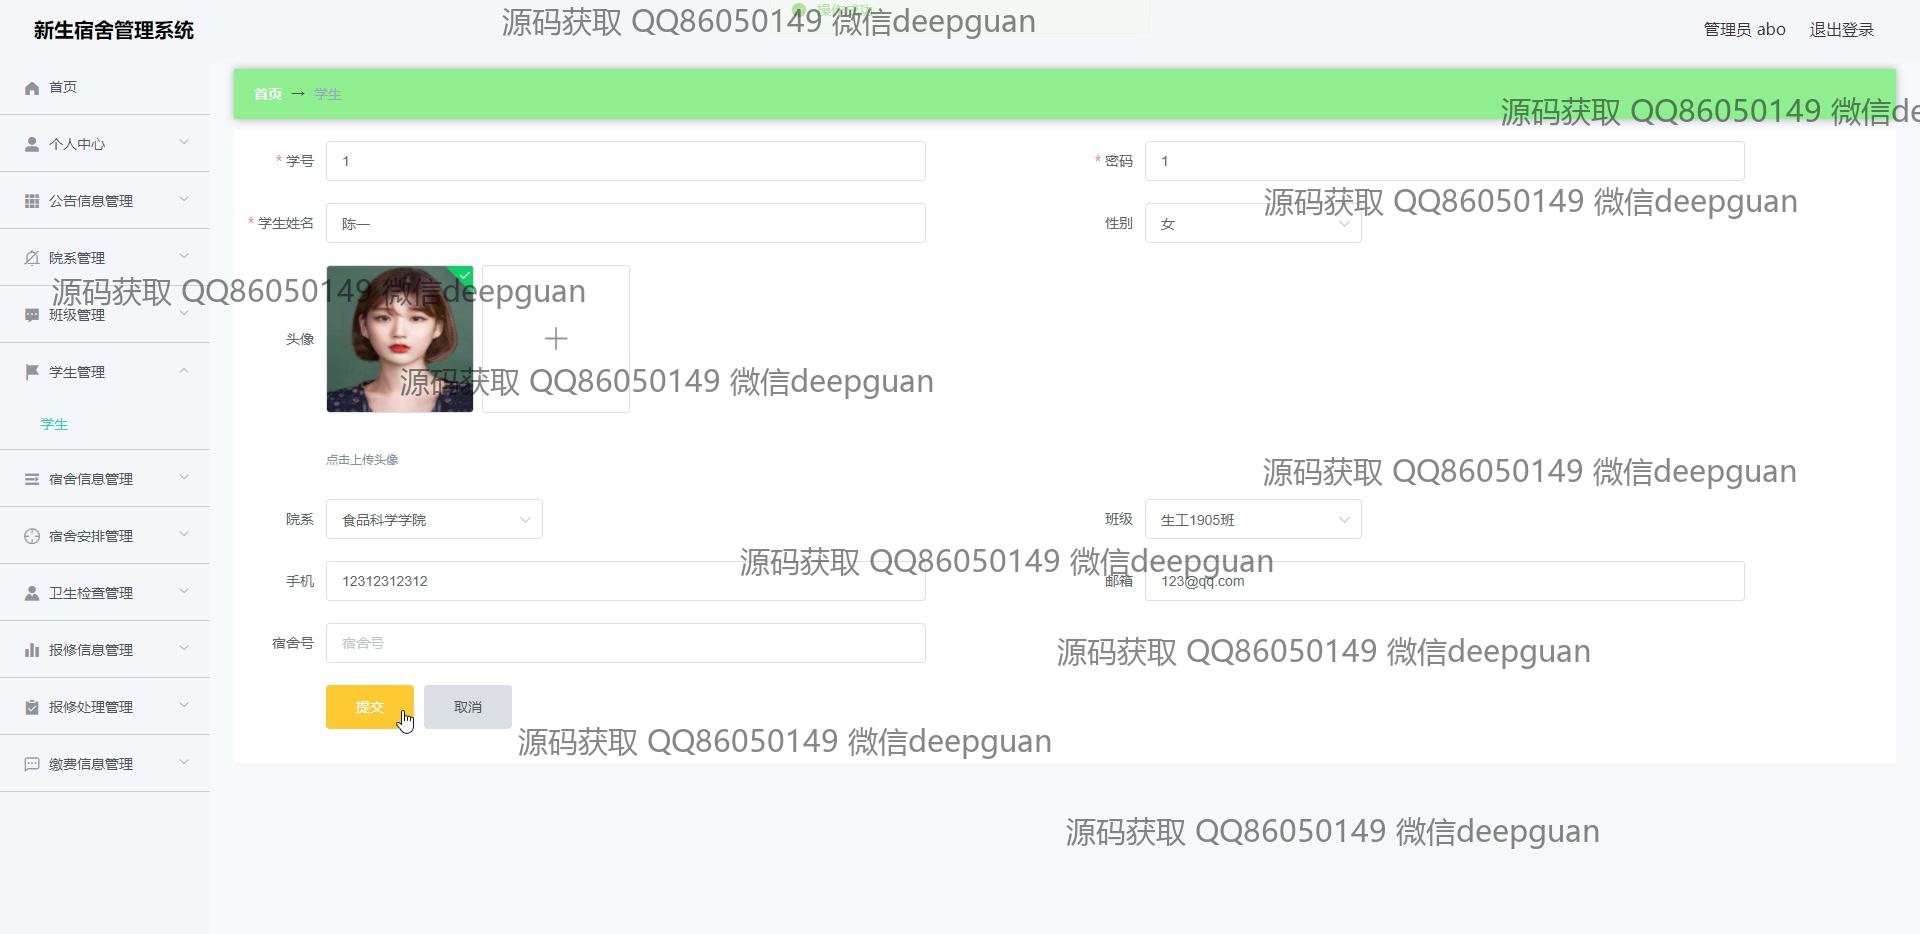 新生宿舍管理系统
源码获取 QQ86050149 微信deepguan
操作成功
管理员 abo
退出登录
首页
个人中心
公告信息管理
院系管理
班级管理
学生管理
学生
宿舍信息管理
宿舍安排管理
卫生检查管理
报修信息管理
报修处理管理
缴费信息管理
首页 → 学生
源码获取 QQ86050149 微信de
* 学号 1
* 密码 1
源码获取 QQ86050149 微信deepguan
* 学生姓名 陈一
性别 女
源码获取 QQ86050149 微信deepguan
头像
源码获取 QQ86050149 微信deepguan
点击上传头像
源码获取 QQ86050149 微信deepguan
院系 食品科学学院
班级 生工1905班
源码获取 QQ86050149 微信deepguan
手机 12312312312
邮箱 123@qq.com
宿舍号 宿舍号
源码获取 QQ86050149 微信deepguan
提交
取消
源码获取 QQ86050149 微信deepguan
源码获取 QQ86050149 微信deepguan